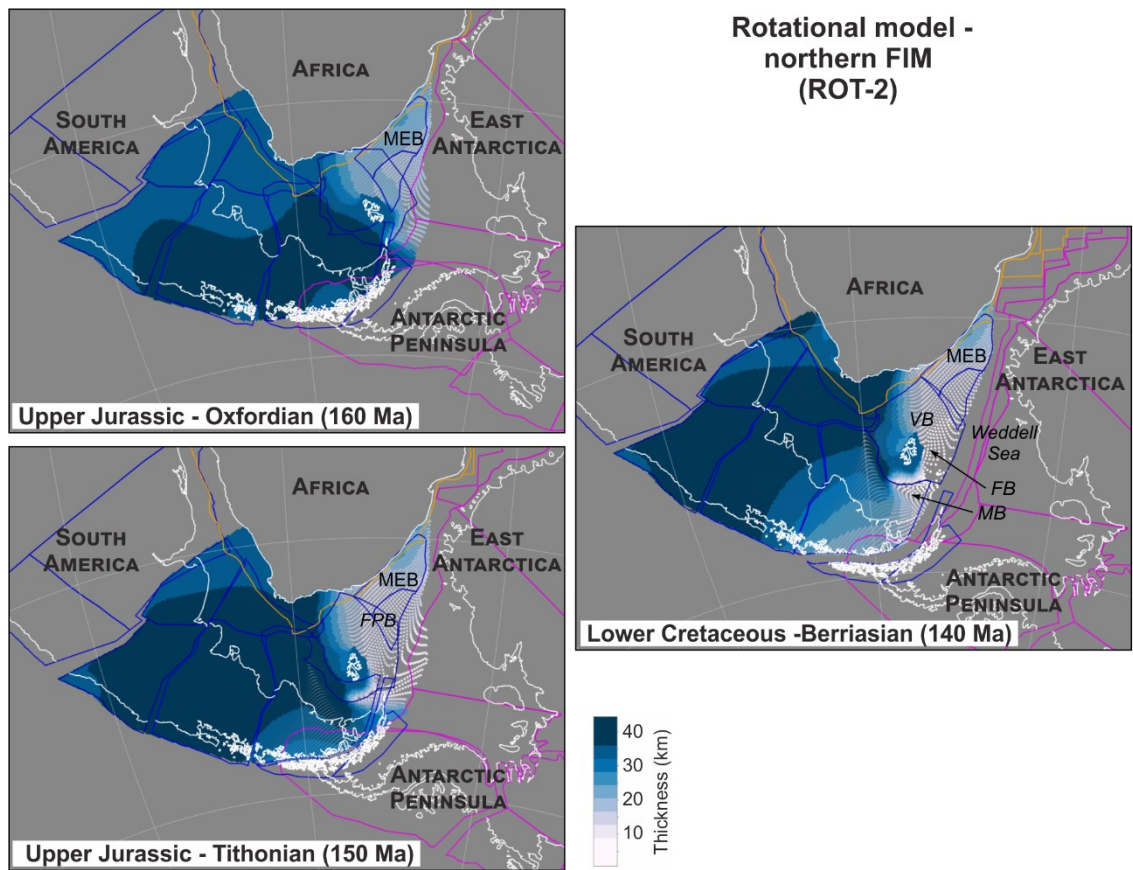 Rotational model -
northern FIM
(ROT-2)
AFRICA
SOUTH
AMERICA
MEB
EAST
ANTARCTICA
ANTARCTIC
PENINSULA
Upper Jurassic - Oxfordian (160 Ma)
AFRICA
SOUTH
AMERICA
MEB
FPB
EAST
ANTARCTICA
ANTARCTIC
PENINSULA
Upper Jurassic - Tithonian (150 Ma)
AFRICA
SOUTH
AMERICA
MEB
EAST
ANTARCTICA
VB
Weddell
Sea
FB
MB
ANTARCTIC
PENINSULA
Lower Cretaceous -Berriasian (140 Ma)
40
30
20
10
Thickness (km)